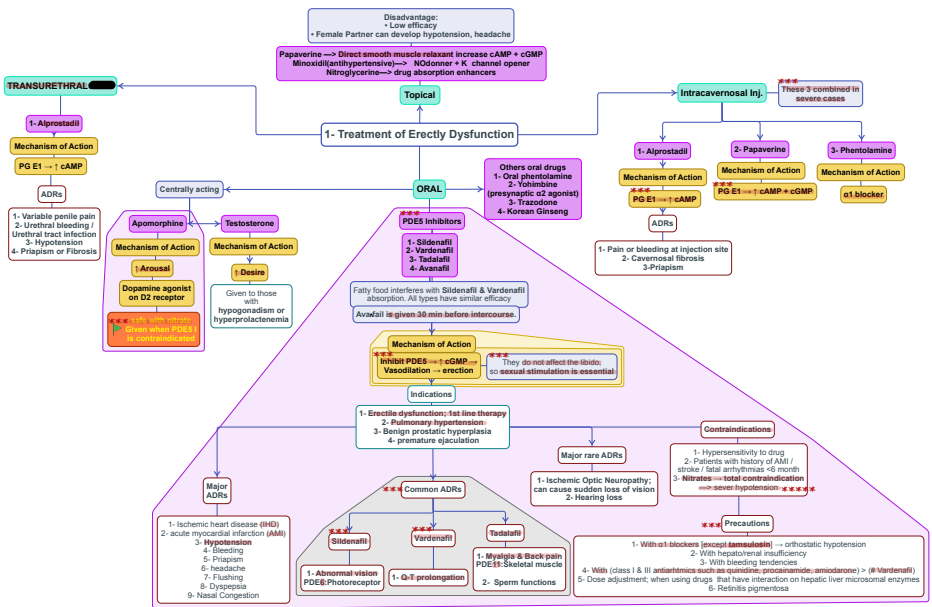 Disadvantage:
• Low efficacy
• Female Partner can develop hypotension, headache
Papaverine —> Direct smooth muscle relaxant increase cAMP + cGMP
Minoxidil(antihypertensive)—> NOdonner + K channel opener
Nitroglycerine—> drug absorption enhancers
Topical
1- Treatment of Erectly Dysfunction
TRANSURETHRAL
1- Alprostadil
Mechanism of Action
PG E1 → ↑ cAMP
ADRs
1- Variable penile pain
2- Urethral bleeding /
Urethral tract infection
3- Hypotension
4- Priapism or Fibrosis
Intracavernosal Inj.
***
These 3 combined in
severe cases
1- Alprostadil
Mechanism of Action
***
PG E1 → ↑ cAMP
ADRs
1- Pain or bleeding at injection site
2- Cavernosal fibrosis
3-Priapism
2- Papaverine
Mechanism of Action
***
PG E1 → ↑ cAMP + cGMP
3- Phentolamine
Mechanism of Action
α1 blocker
ORAL
Others oral drugs
1- Oral phentolamine
2- Yohimbine
(presynaptic α2 agonist)
3- Trazodone
4- Korean Ginseng
Centrally acting
Apomorphine
Mechanism of Action
↑ Arousal
Dopamine agonist
on D2 receptor
*** safe with nitrate
Given when PDE5 I
is contraindicated
Testosterone
Mechanism of Action
↑ Desire
Given to those
with
hypogonadism or
hyperprolactenemia
***
PDE5 Inhibitors
1- Sildenafil
2- Vardenafil
3- Tadalafil
4- Avanafil
Fatty food interferes with Sildenafil & Vardenafil
absorption. All types have similar efficacy
Avanfail is given 30 min before intercourse.
Mechanism of Action
***
Inhibit PDE5 → ↑ cGMP →
Vasodilation → erection
***
They do not affect the libido,
so sexual stimulation is essential
Indications
1- Erectile dysfunction; 1st line therapy
2- Pulmonary hypertension
3- Benign prostatic hyperplasia
4- premature ejaculation
Major
ADRs
1- Ischemic heart disease (IHD)
2- acute myocardial infarction (AMI)
3- Hypotension
4- Bleeding
5- Priapism
6- headache
7- Flushing
8- Dyspepsia
9- Nasal Congestion
*** Common ADRs
***
Sildenafil
1- Abnormal vision
PDE6:Photoreceptor
***
Vardenafil
1- Q-T prolongation
Tadalafil
1- Myalgia & Back pain
PDE11:Skeletal muscle
2- Sperm functions
Major rare ADRs
1- Ischemic Optic Neuropathy;
can cause sudden loss of vision
2- Hearing loss
Contraindications
1- Hypersensitivity to drug
2- Patients with history of AMI /
stroke / fatal arrhythmias <6 month
3- Nitrates → total contraindication
—> sever hypotension *****
*** Precautions
1- With α1 blockers [except tamsulosin] → orthostatic hypotension
2- With hepato/renal insufficiency
3- With bleeding tendencies
4- With (class I & III antiarhtmics such as quinidine, procainamide, amiodarone) > (# Vardenafil)
5- Dose adjustment; when using drugs that have interaction on hepatic liver microsomal enzymes
6- Retinitis pigmentosa